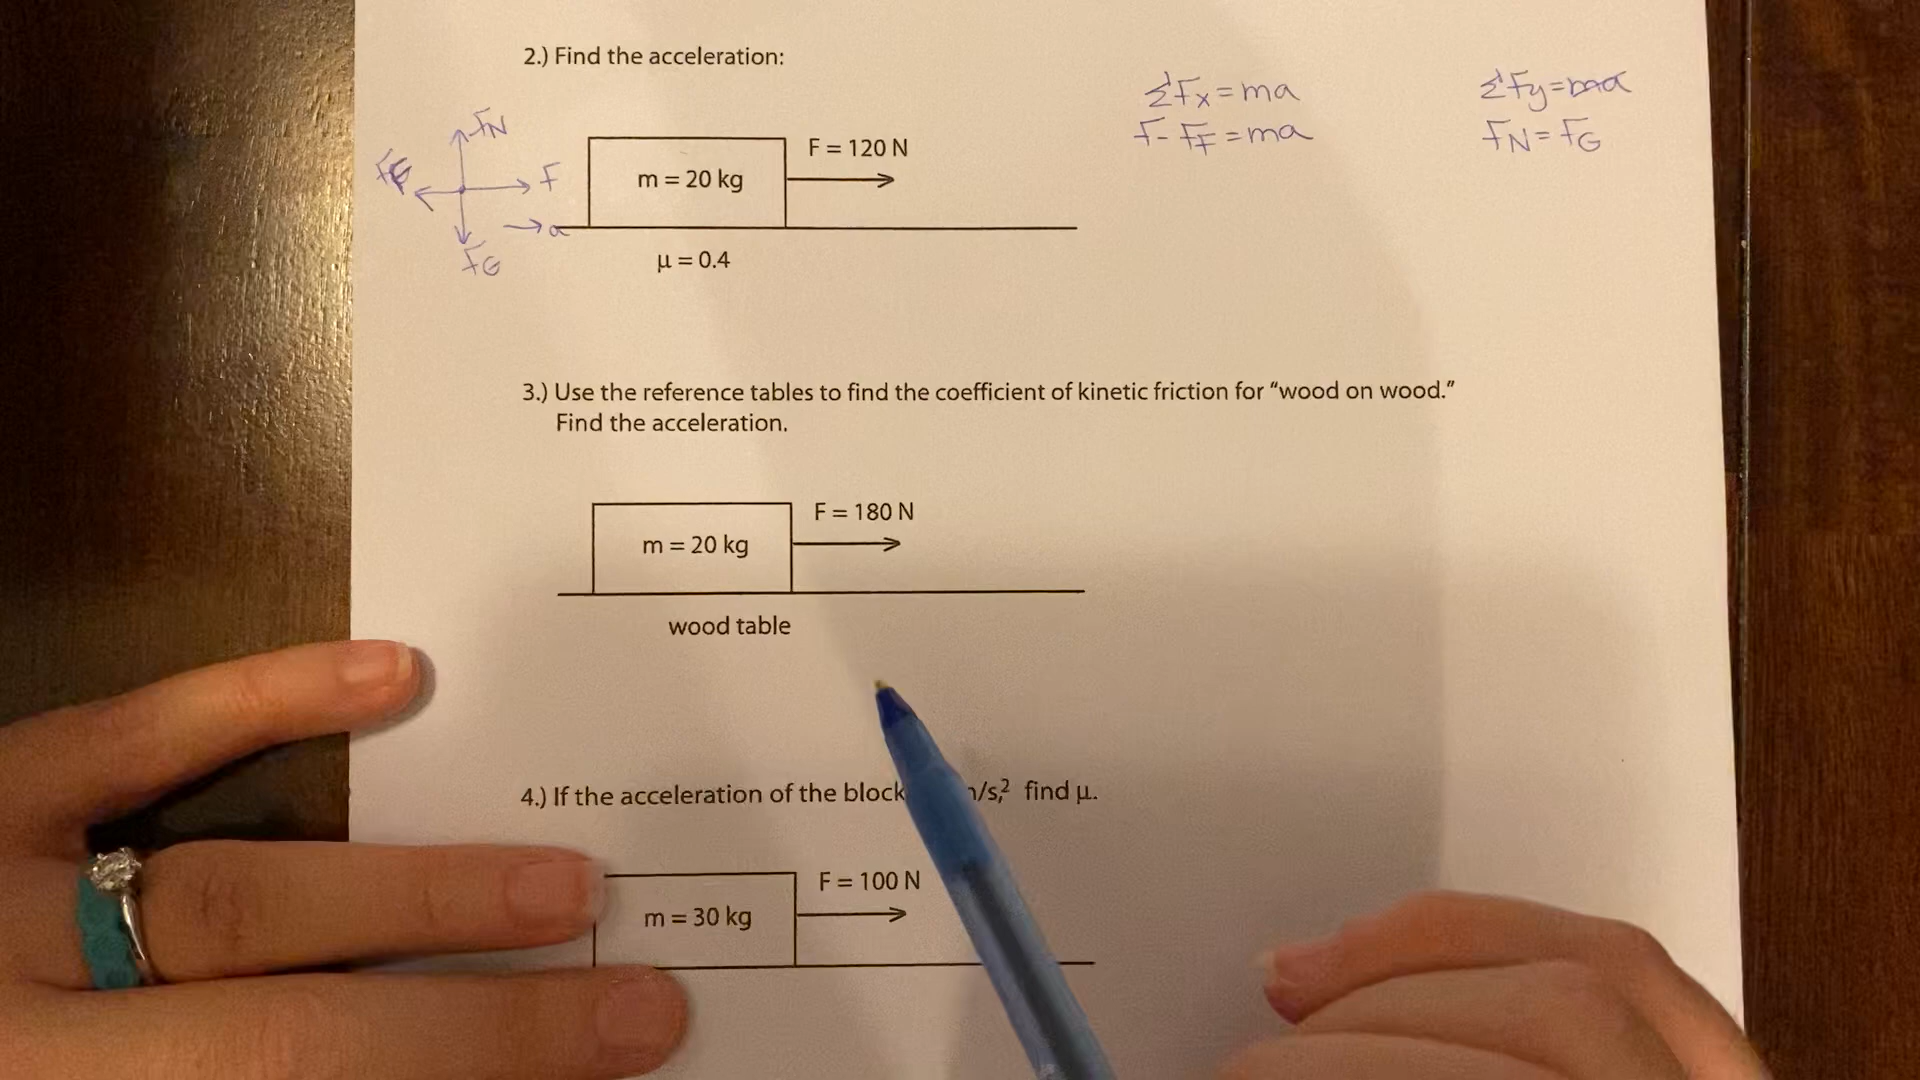 2.) Find the acceleration:
ΣFx = ma
F - FF = ma
ΣFy = ma
FN = FG
FN
F
a
FG
m = 20 kg
F = 120 N
μ = 0.4
3.) Use the reference tables to find the coefficient of kinetic friction for “wood on wood.”
Find the acceleration.
m = 20 kg
F = 180 N
wood table
4.) If the acceleration of the block /s,² find μ.
m = 30 kg
F = 100 N